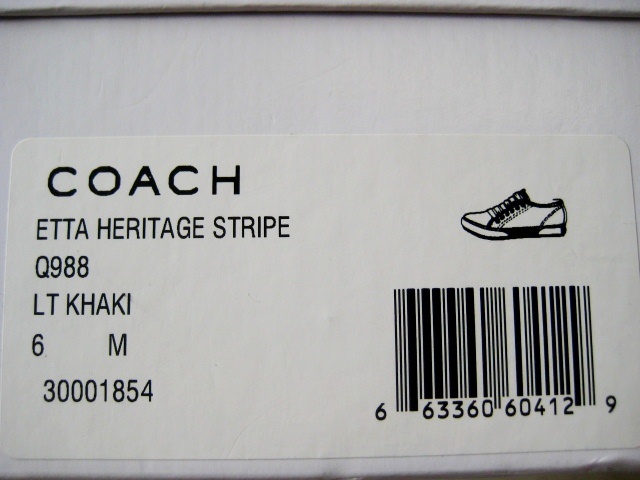 COACH
ETTA HERITAGE STRIPE
Q988
LT KHAKI
6 M
30001854
6 63360 60412 9